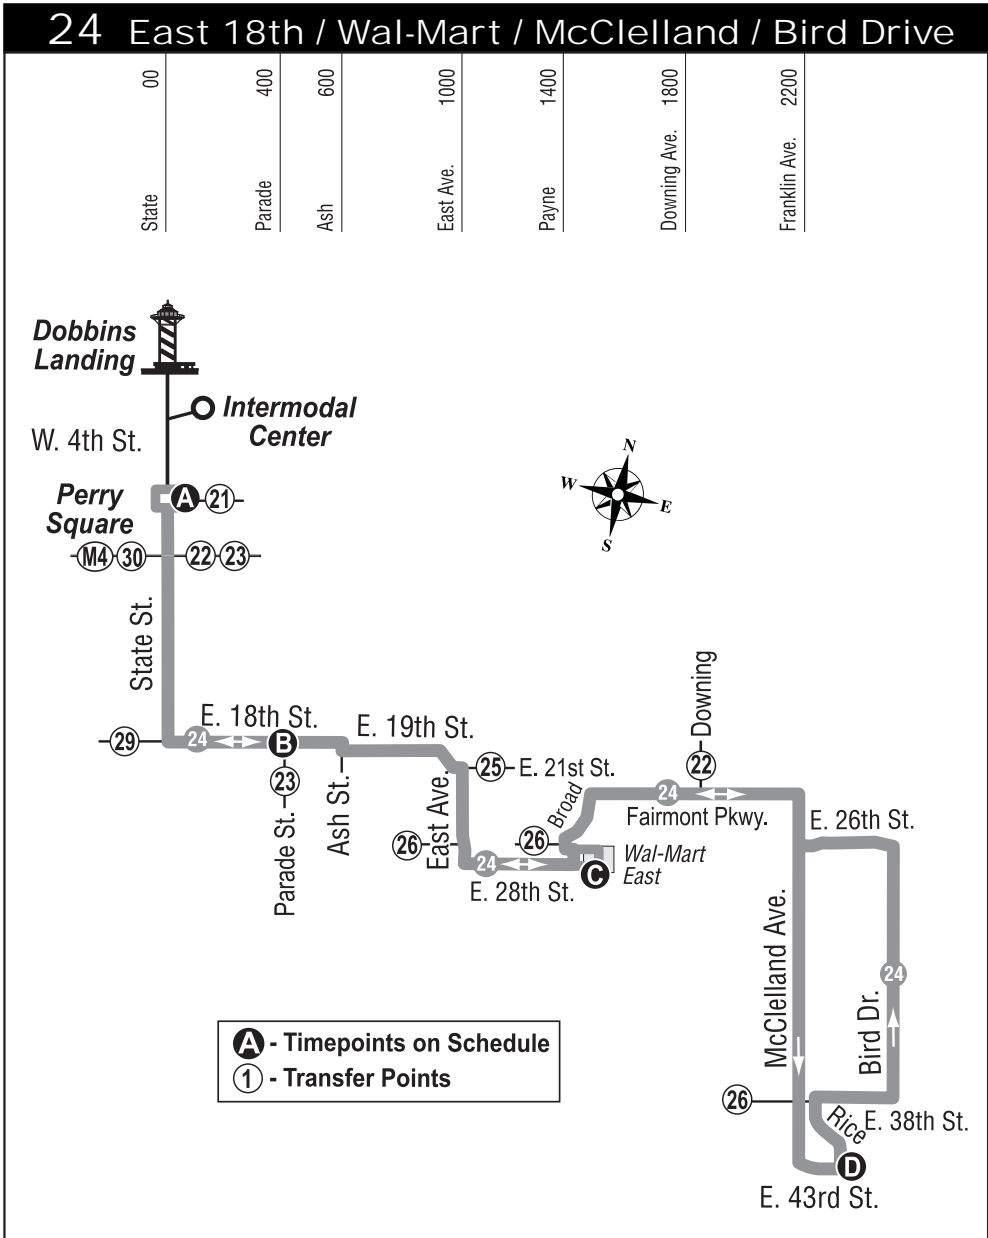 24 East 18th / Wal-Mart / McClelland / Bird Drive
State 00
Parade 400
Ash 600
East Ave. 1000
Payne 1400
Downing Ave. 1800
Franklin Ave. 2200
Dobbins
Landing
Intermodal
Center
W. 4th St.
N
W
E
S
Perry
Square
A
21
M4
30
22
23
State St.
29
E. 18th St.
24
B
23
Parade St.
E. 19th St.
Ash St.
25
E. 21st St.
East Ave.
26
26
Broad
24
E. 28th St.
C
Wal-Mart
East
Downing
22
24
Fairmont Pkwy.
E. 26th St.
McClelland Ave.
24
Bird Dr.
26
Rice
E. 38th St.
D
E. 43rd St.
A - Timepoints on Schedule
1 - Transfer Points